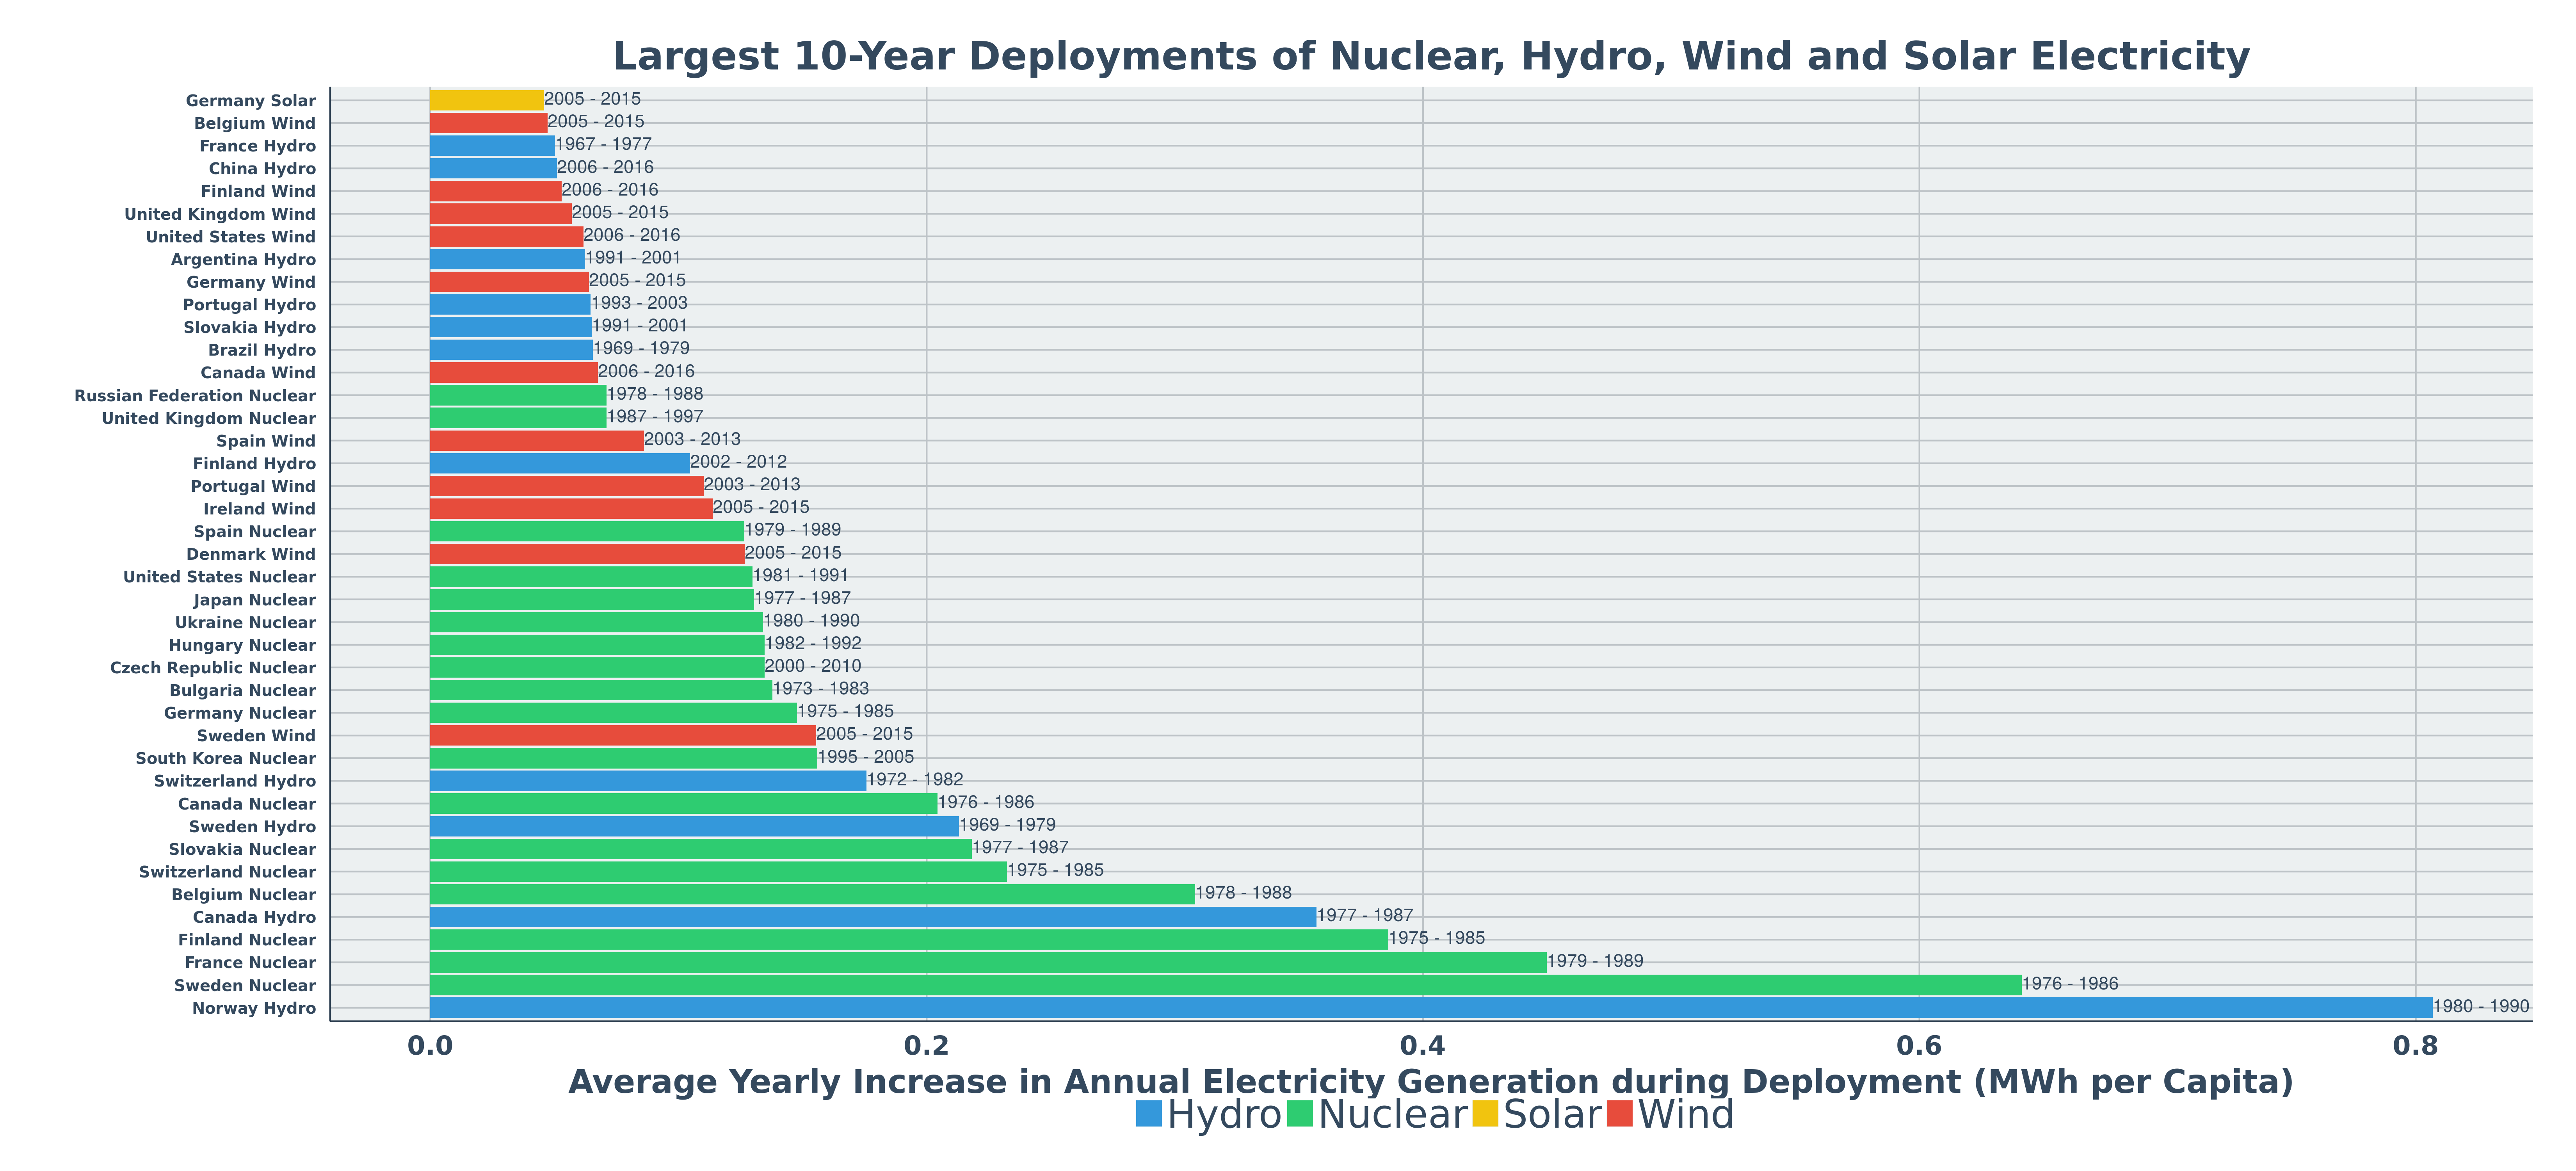 Largest 10-Year Deployments of Nuclear, Hydro, Wind and Solar Electricity
Germany Solar 2005 - 2015
Belgium Wind 2005 - 2015
France Hydro 1967 - 1977
China Hydro 2006 - 2016
Finland Wind 2006 - 2016
United Kingdom Wind 2005 - 2015
United States Wind 2006 - 2016
Argentina Hydro 1991 - 2001
Germany Wind 2005 - 2015
Portugal Hydro 1993 - 2003
Slovakia Hydro 1991 - 2001
Brazil Hydro 1969 - 1979
Canada Wind 2006 - 2016
Russian Federation Nuclear 1978 - 1988
United Kingdom Nuclear 1987 - 1997
Spain Wind 2003 - 2013
Finland Hydro 2002 - 2012
Portugal Wind 2003 - 2013
Ireland Wind 2005 - 2015
Spain Nuclear 1979 - 1989
Denmark Wind 2005 - 2015
United States Nuclear 1981 - 1991
Japan Nuclear 1977 - 1987
Ukraine Nuclear 1980 - 1990
Hungary Nuclear 1982 - 1992
Czech Republic Nuclear 2000 - 2010
Bulgaria Nuclear 1973 - 1983
Germany Nuclear 1975 - 1985
Sweden Wind 2005 - 2015
South Korea Nuclear 1995 - 2005
Switzerland Hydro 1972 - 1982
Canada Nuclear 1976 - 1986
Sweden Hydro 1969 - 1979
Slovakia Nuclear 1977 - 1987
Switzerland Nuclear 1975 - 1985
Belgium Nuclear 1978 - 1988
Canada Hydro 1977 - 1987
Finland Nuclear 1975 - 1985
France Nuclear 1979 - 1989
Sweden Nuclear 1976 - 1986
Norway Hydro 1980 - 1990
0.0 0.2 0.4 0.6 0.8
Average Yearly Increase in Annual Electricity Generation during Deployment (MWh per Capita)
Hydro Nuclear Solar Wind